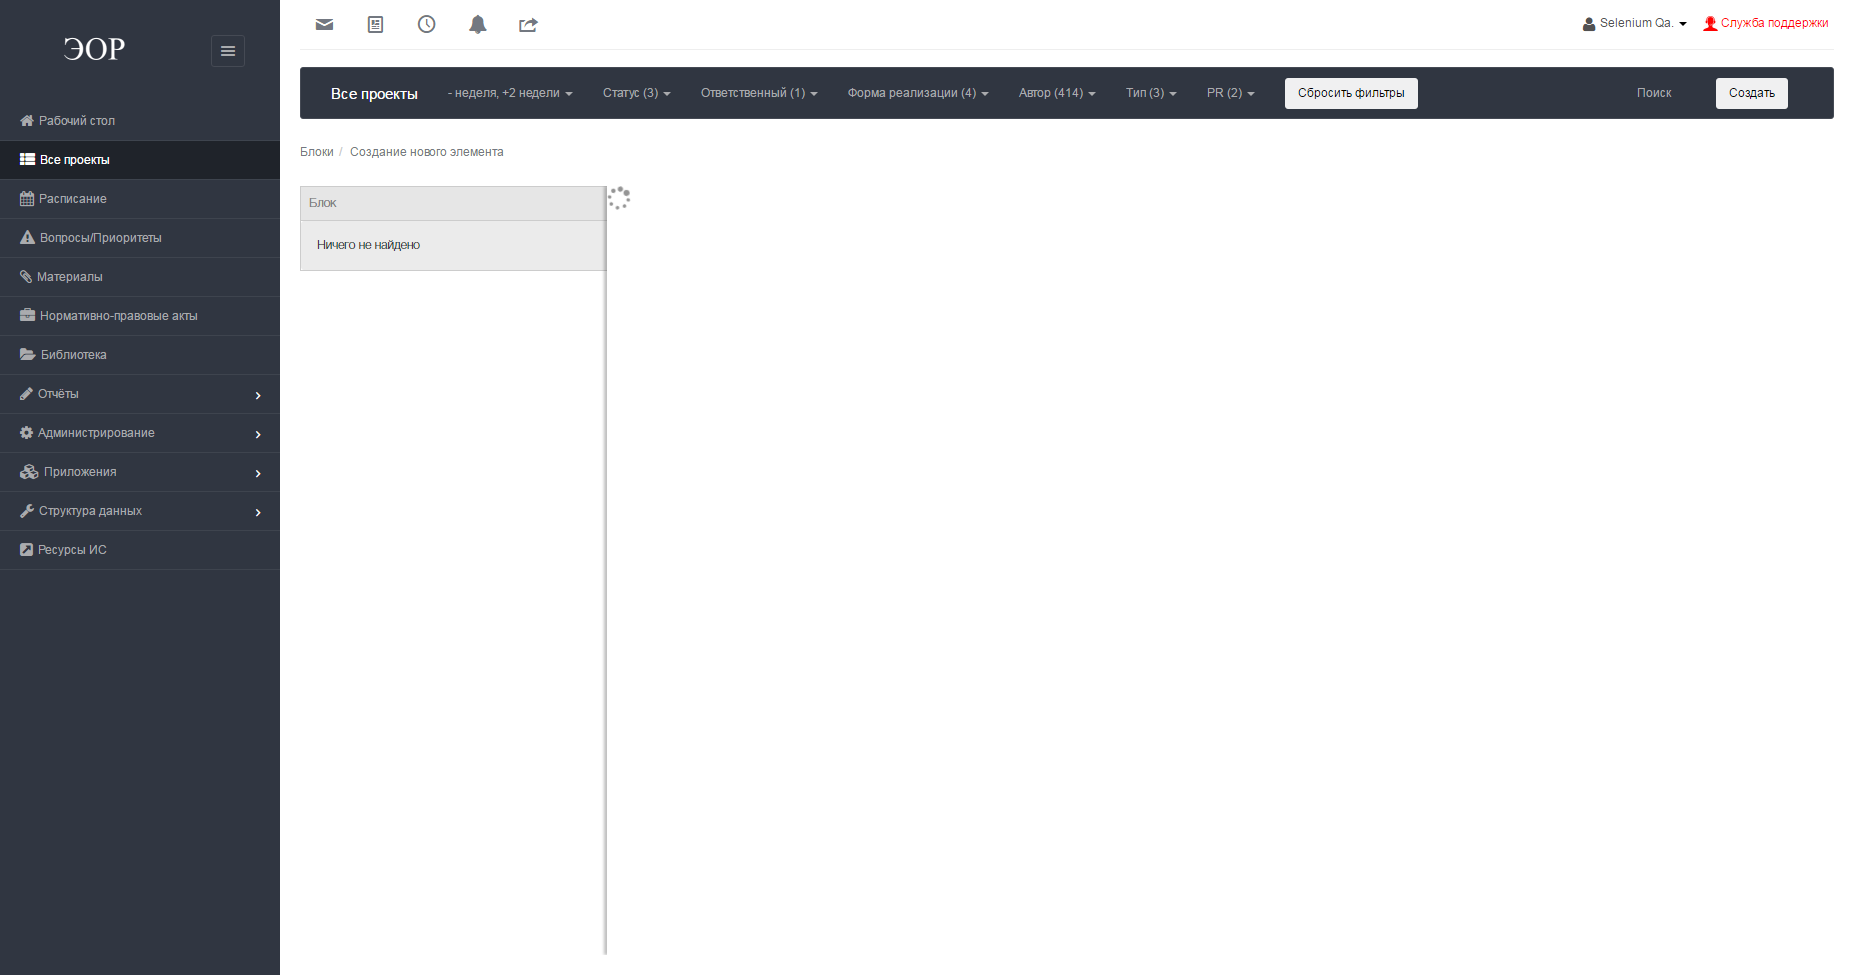 ЭОР
Рабочий стол
Все проекты
Расписание
Вопросы/Приоритеты
Материалы
Нормативно-правовые акты
Библиотека
Отчёты
Администрирование
Приложения
Структура данных
Ресурсы ИС
Selenium Qa. Служба поддержки
Все проекты - неделя, +2 недели Статус (3) Ответственный (1) Форма реализации (4) Автор (414) Тип (3) PR (2) Сбросить фильтры Поиск Создать
Блоки / Создание нового элемента
Блок
Ничего не найдено